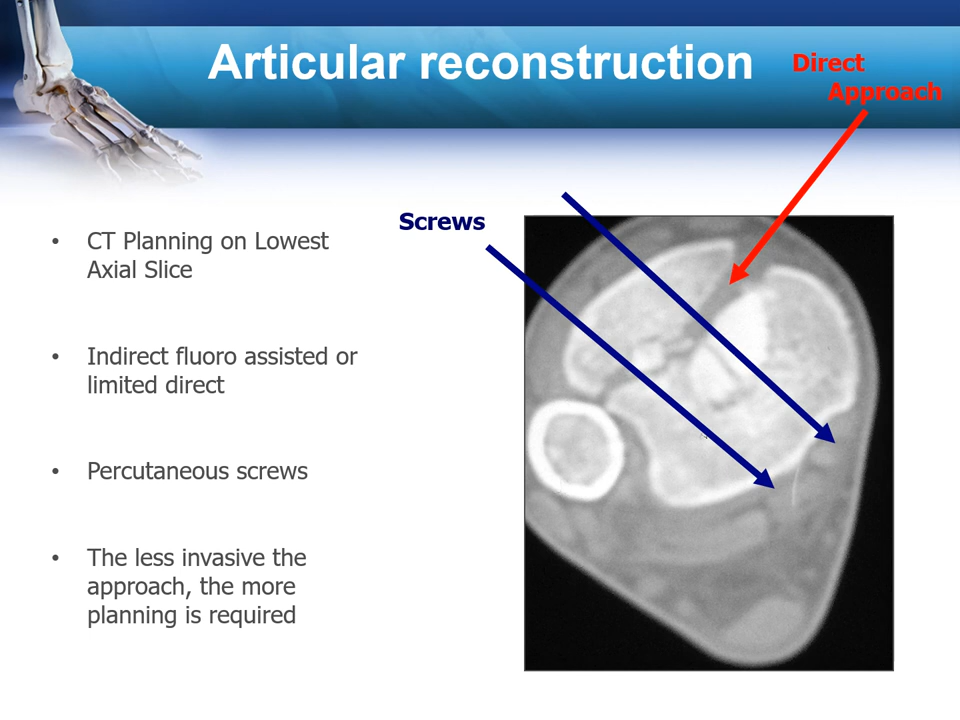 Articular reconstruction
Direct
Approach
Screws
• CT Planning on Lowest
Axial Slice
• Indirect fluoro assisted or
limited direct
• Percutaneous screws
• The less invasive the
approach, the more
planning is required